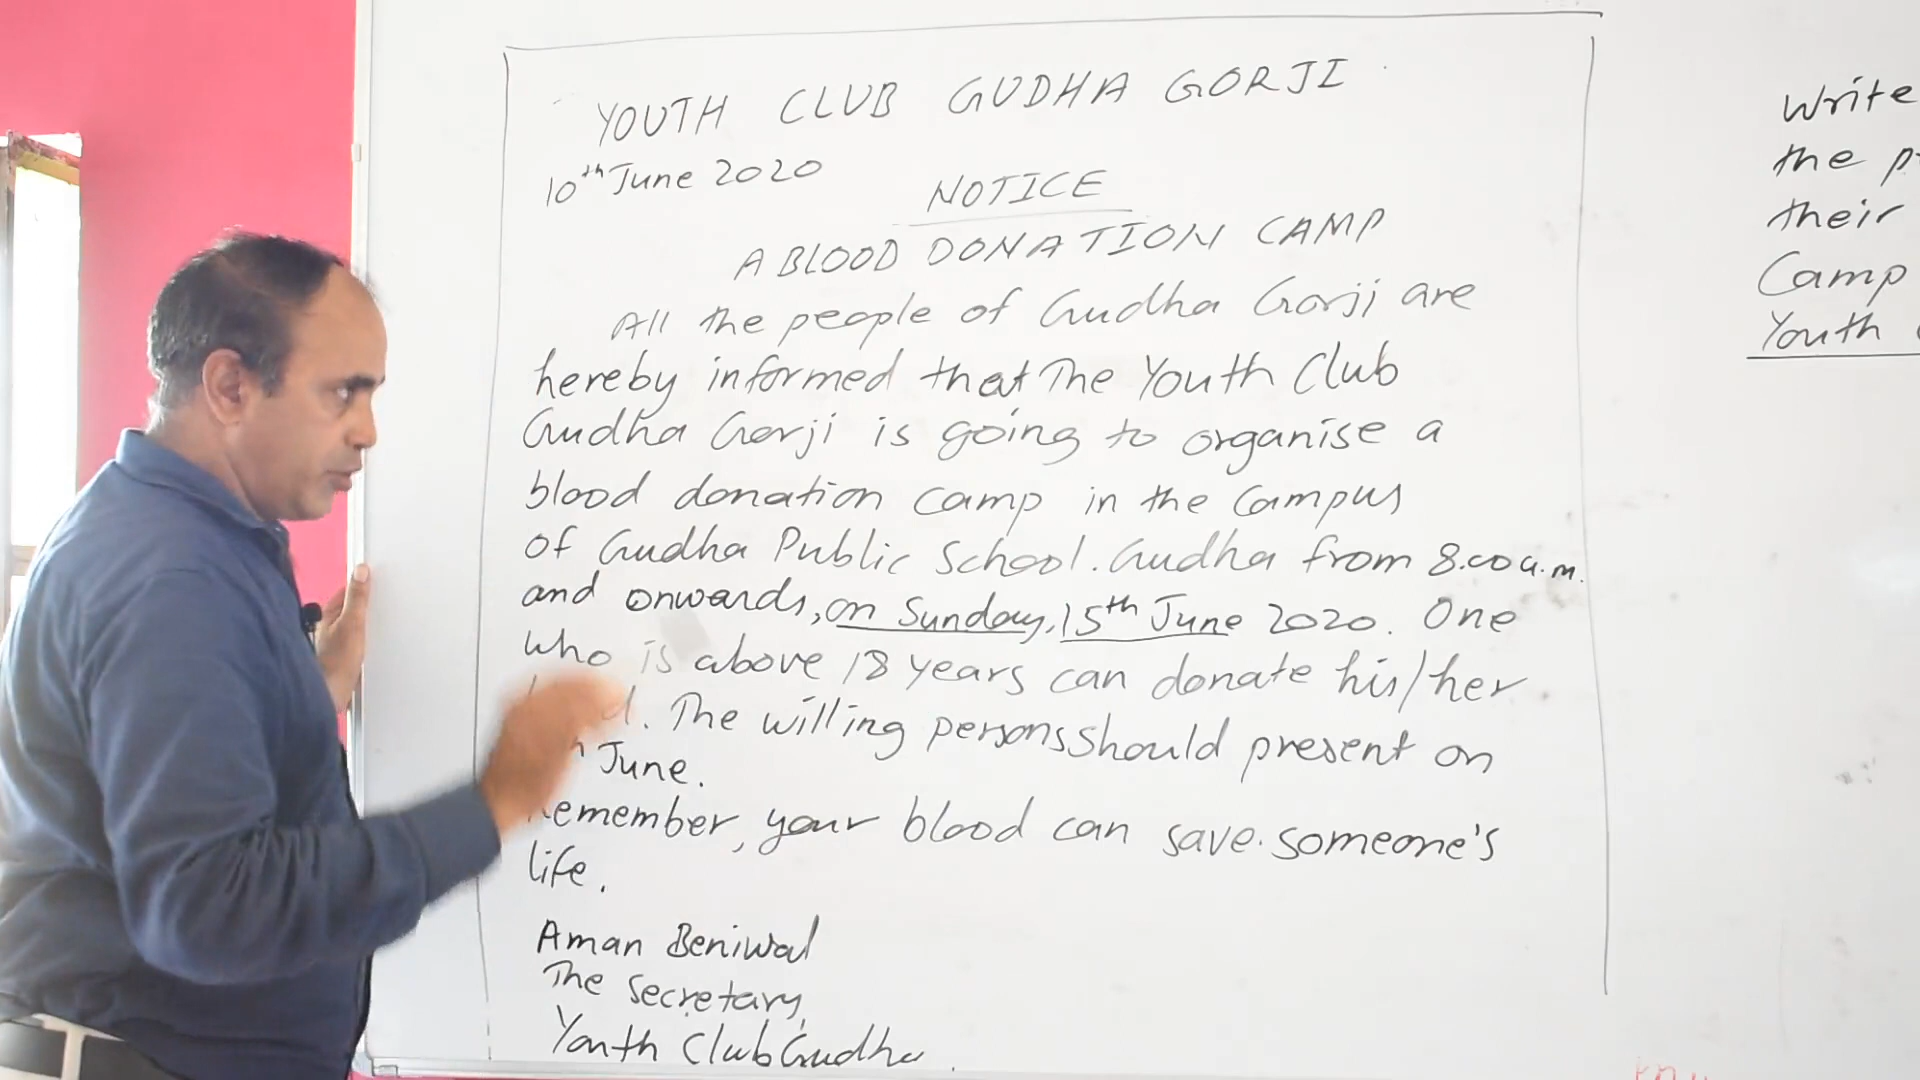 YOUTH CLUB GUDHA GORJI
10th June 2020
NOTICE
A BLOOD DONATION CAMP
All the people of Gudha Gorji are
hereby informed that The Youth Club
Gudha Gorji is going to organise a
blood donation camp in the Campus
of Gudha Public School. Gudha from 8.00 a.m.
and onwards, on Sunday, 15th June 2020. One
who is above 18 years can donate his/her
The willing persons should present on
June.
Remember, your blood can save someone's
life.
Aman Beniwal
The Secretary,
Youth Club Gudha.
Write
the
their
Camp
Youth